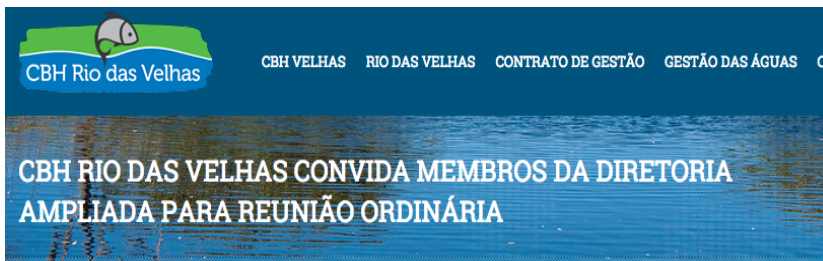 CBH Rio das Velhas
CBH VELHAS RIO DAS VELHAS CONTRATO DE GESTÃO GESTÃO DAS ÁGUAS
CBH RIO DAS VELHAS CONVIDA MEMBROS DA DIRETORIA
AMPLIADA PARA REUNIÃO ORDINÁRIA